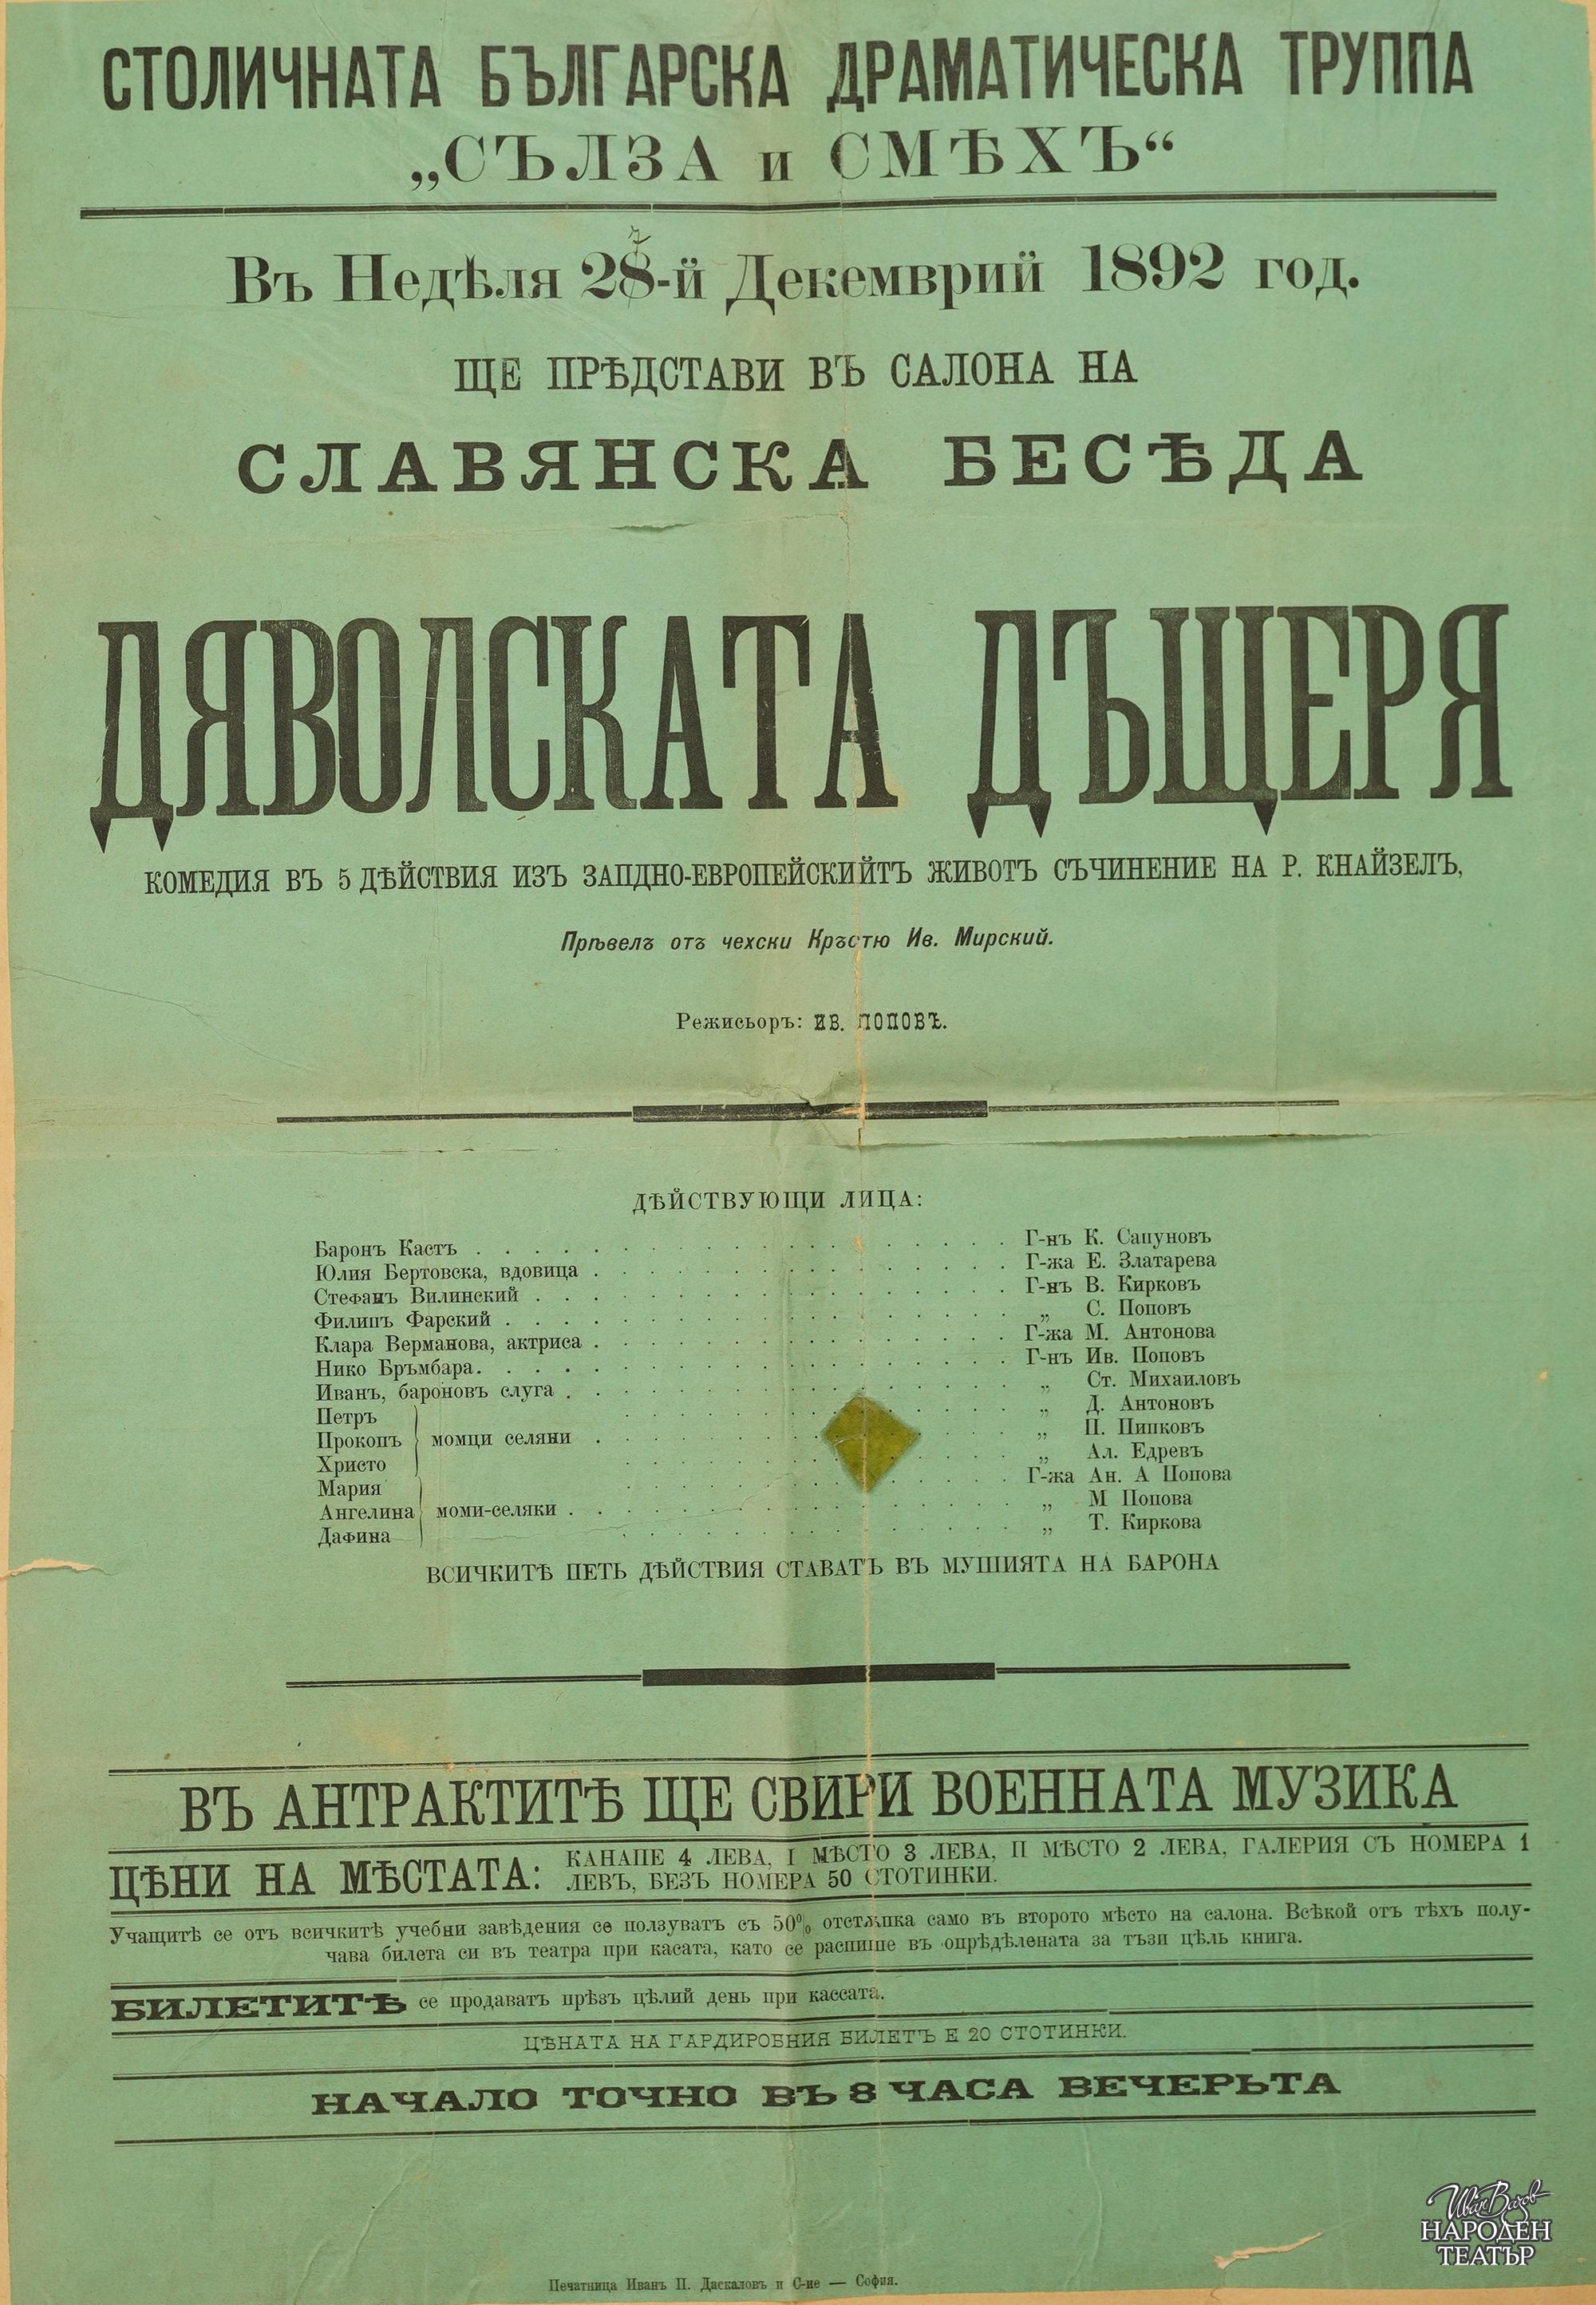 СТОЛИЧНАТА БЪЛГАРСКА ДРАМАТИЧЕСКА ТРУППА
„СЪЛЗА и СМѢХЪ“
Въ Недѣля 28-й Декемврий 1892 год.
7
ЩЕ ПРѢДСТАВИ ВЪ САЛОНА НА
СЛАВЯНСКА БЕСѢДА
ДЯВОЛСКАТА ДЪЩЕРЯ
КОМЕДИЯ ВЪ 5 ДѢЙСТВИЯ ИЗЪ ЗАПДНО-ЕВРОПЕЙСКИЙТЪ ЖИВОТЪ СЪЧИНЕНИЕ НА Р. КНАЙЗЕЛЪ,
Прѣвелъ отъ чехски Кръстю Ив. Мирский.
Режисьоръ: ИВ. ПОПОВЪ.
ДѢЙСТВУЮЩИ ЛИЦА:
Баронъ Кастъ . . . . . . . . . . Г-нъ К. Сапуновъ
Юлия Бертовска, вдовица . . . . . . . . . . Г-жа Е. Златарева
Стефанъ Вилинский . . . . . . . . . . Г-нъ В. Кирковъ
Филипъ Фарский . . . . . . . . . . „ С. Поповъ
Клара Верманова, актриса . . . . . . . . . . Г-жа М. Антонова
Нико Бръмбара . . . . . . . . . . Г-нъ Ив. Поповъ
Иванъ, бароновъ слуга . . . . . . . . . . „ Ст. Михаиловъ
Петръ . . . . . . . . . . „ Д. Антоновъ
Прокопъ } момци селяни . . . . . . . . . . „ П. Пипковъ
Христо . . . . . . . . . . „ Ал. Едревъ
Мария . . . . . . . . . . Г-жа Ан. А Попова
Ангелина } моми-селяки . . . . . . . . . . „ М Попова
Дафина . . . . . . . . . . „ Т. Киркова
ВСИЧКИТѢ ПЕТЬ ДѢЙСТВИЯ СТАВАТЪ ВЪ МУШИЯТА НА БАРОНА
ВЪ АНТРАКТИТѢ ЩЕ СВИРИ ВОЕННАТА МУЗИКА
ЦѢНИ НА МѢСТАТА: КАНАПЕ 4 ЛЕВА, I МѢСТО 3 ЛЕВА, II МѢСТО 2 ЛЕВА, ГАЛЕРИЯ СЪ НОМЕРА 1
ЛЕВЪ, БЕЗЪ НОМЕРА 50 СТОТИНКИ.
Учащитѣ се отъ всичкитѣ учебни заведения се ползуватъ съ 50% отстѫпка само въ второто мѣсто на салона. Всѣкой отъ тѣхъ полу-
чава билета си въ театра при касата, като се распише въ опрѣдѣлената за тъзи цѣль книга.
БИЛЕТИТѢ се продаватъ прѣзъ цѣлий день при кассата.
ЦѢНАТА НА ГАРДИРОБНИЯ БИЛЕТЪ Е 20 СТОТИНКИ.
НАЧАЛО ТОЧНО ВЪ 8 ЧАСА ВЕЧЕРЬТА
Печатница Иванъ П. Даскаловъ и С-ие — София.
Иван Вазов
НАРОДЕН
ТЕАТЪР